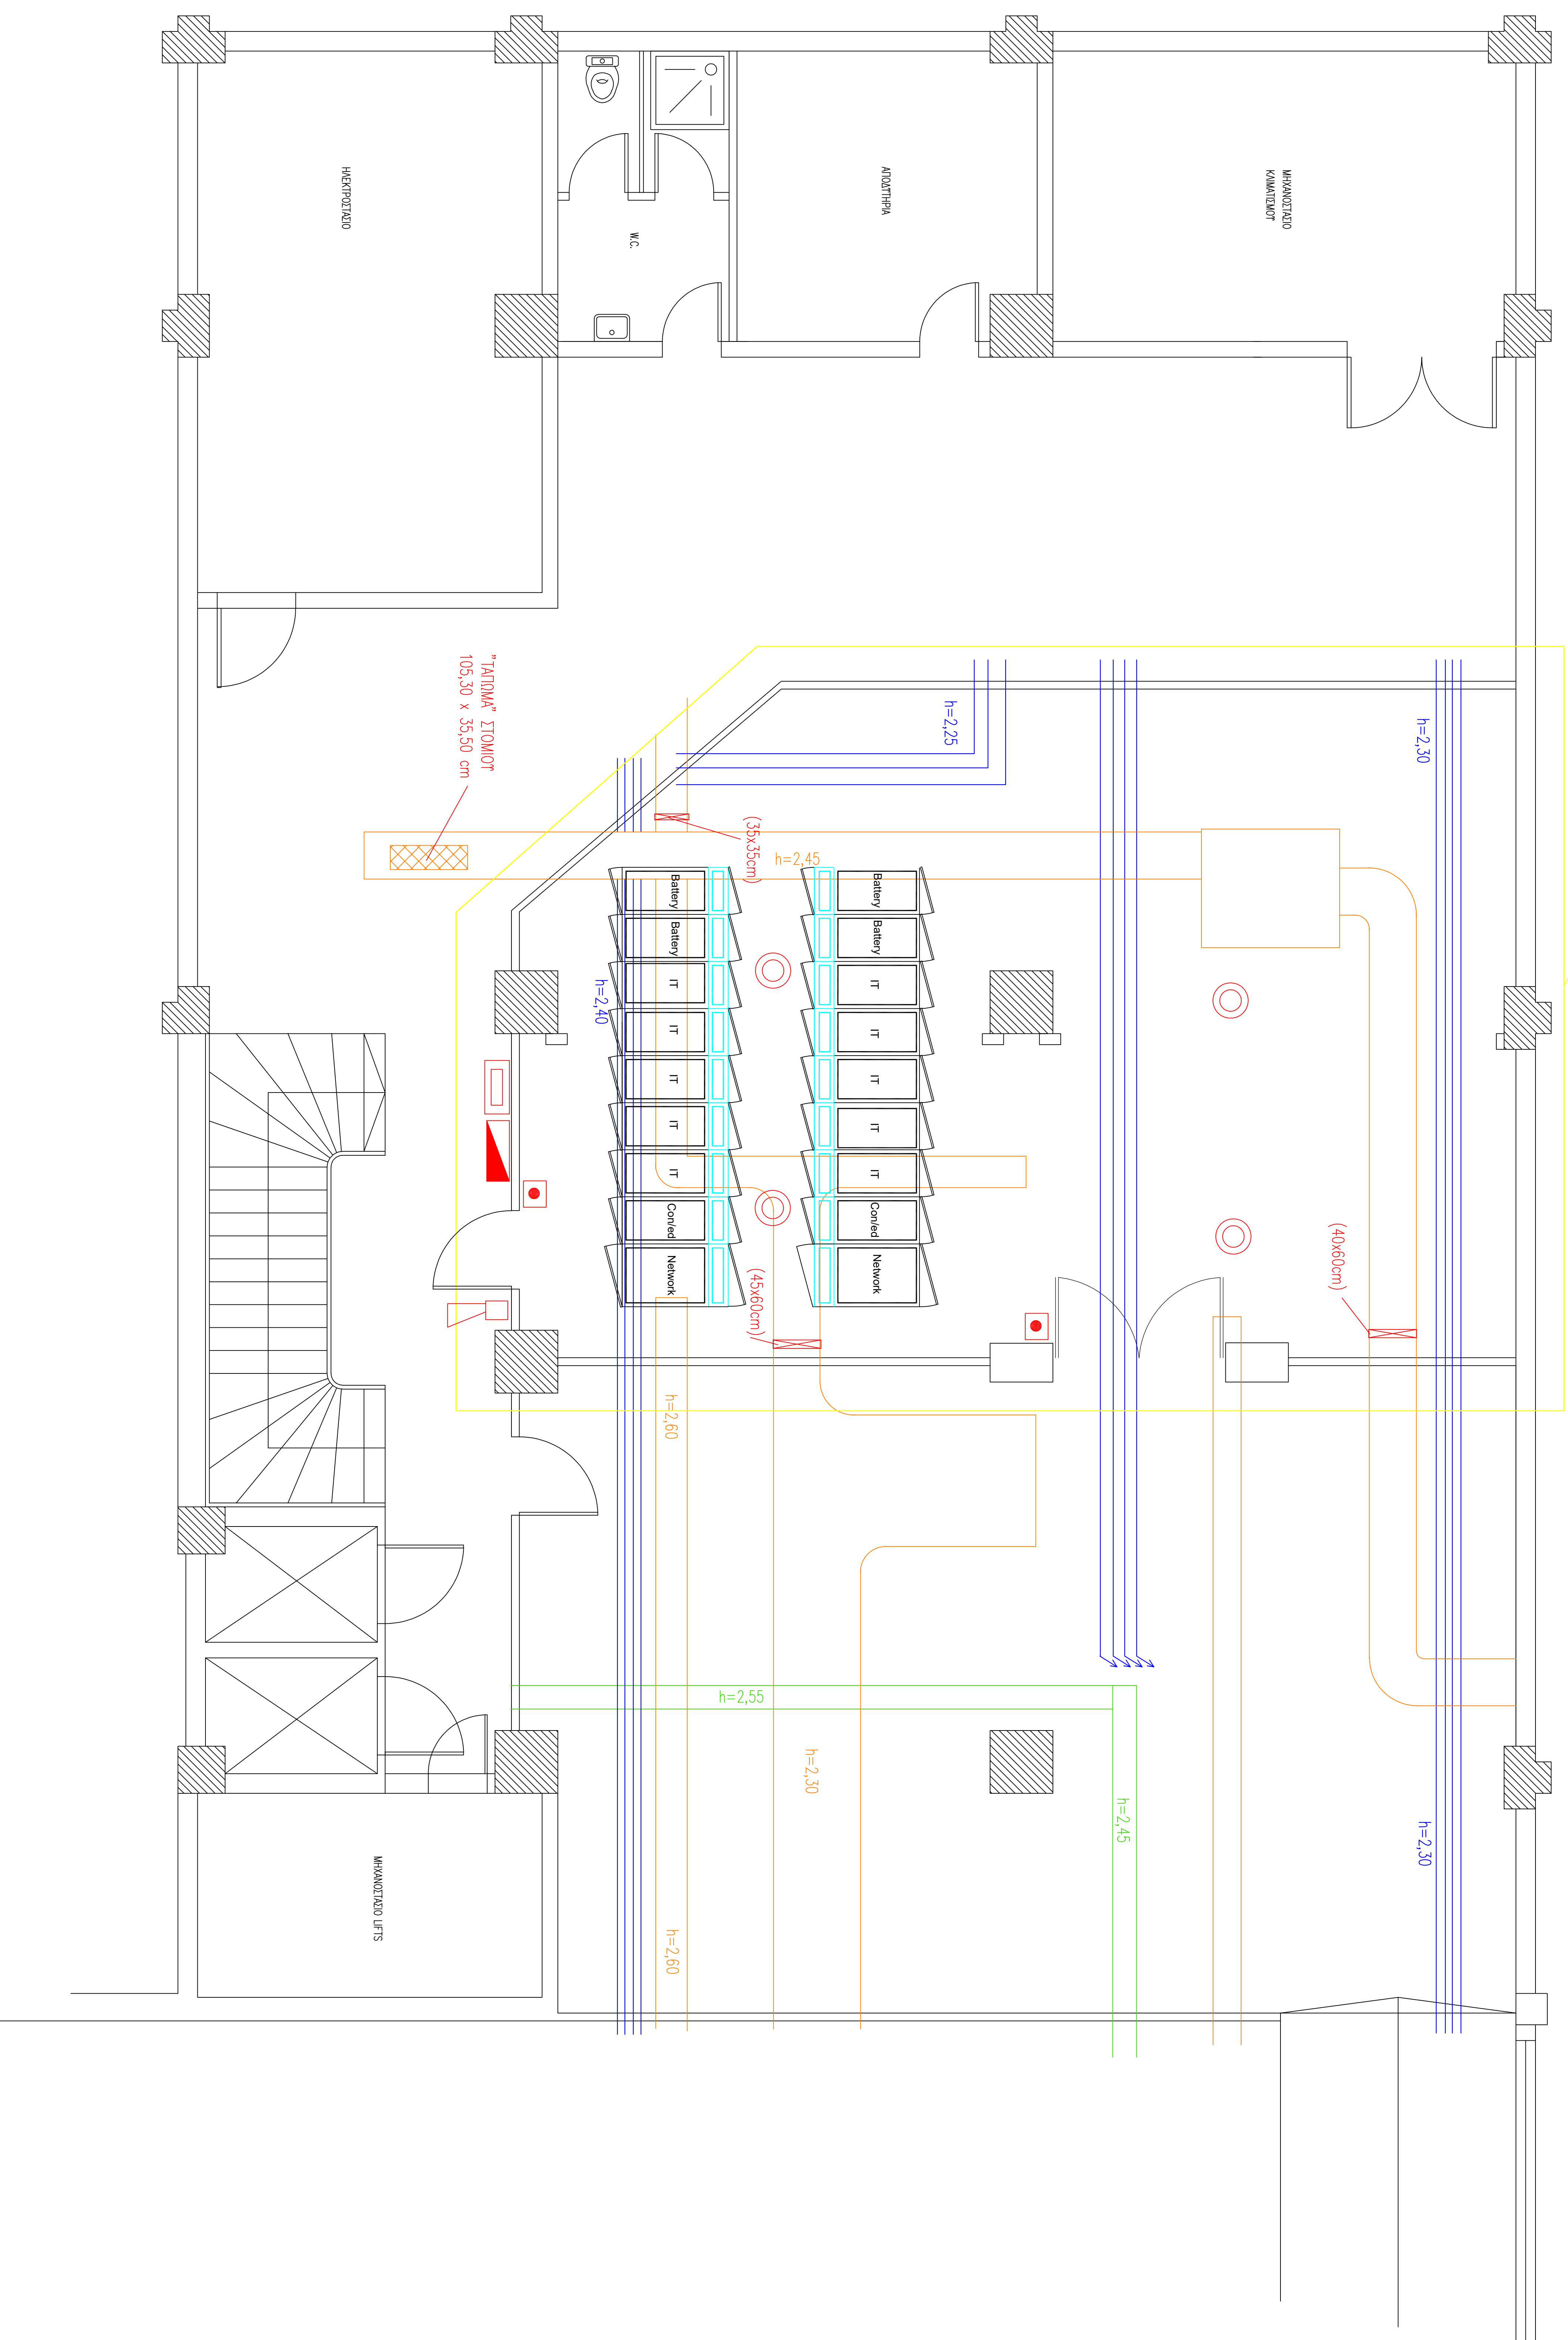 ΗΛΕΚΤΡΟΣΤΑΣΙΟ
W.C.
ΑΠΟΔΥΤΗΡΙΑ
ΜΗΧΑΝΟΣΤΑΣΙΟ
ΚΛΙΜΑΤΙΣΜΟΥ
"ΤΑΠΩΜΑ" ΣΤΟΜΙΟΥ
105,30 x 35,50 cm
h=2,25
h=2,30
(35x35cm)
h=2,45
Battery
Battery
IT
IT
IT
IT
IT
Con/ed
Network
Battery
Battery
IT
IT
IT
IT
IT
Con/ed
Network
h=2,40
(40x60cm)
(45x60cm)
h=2,60
h=2,55
h=2,30
h=2,45
h=2,30
ΜΗΧΑΝΟΣΤΑΣΙΟ LIFTS
h=2,60